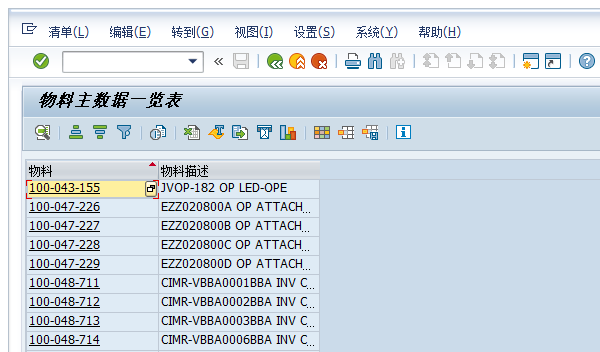 清单(L) 编辑(E) 转到(G) 视图(I) 设置(S) 系统(Y) 帮助(H)
物料主数据一览表
物料 物料描述
100-043-155 JVOP-182 OP LED-OPE
100-047-226 EZZ020800A OP ATTACH...
100-047-227 EZZ020800B OP ATTACH...
100-047-228 EZZ020800C OP ATTACH...
100-047-229 EZZ020800D OP ATTACH...
100-048-711 CIMR-VBBA0001BBA INV C...
100-048-712 CIMR-VBBA0002BBA INV C...
100-048-713 CIMR-VBBA0003BBA INV C...
100-048-714 CIMR-VBBA0006BBA INV C...